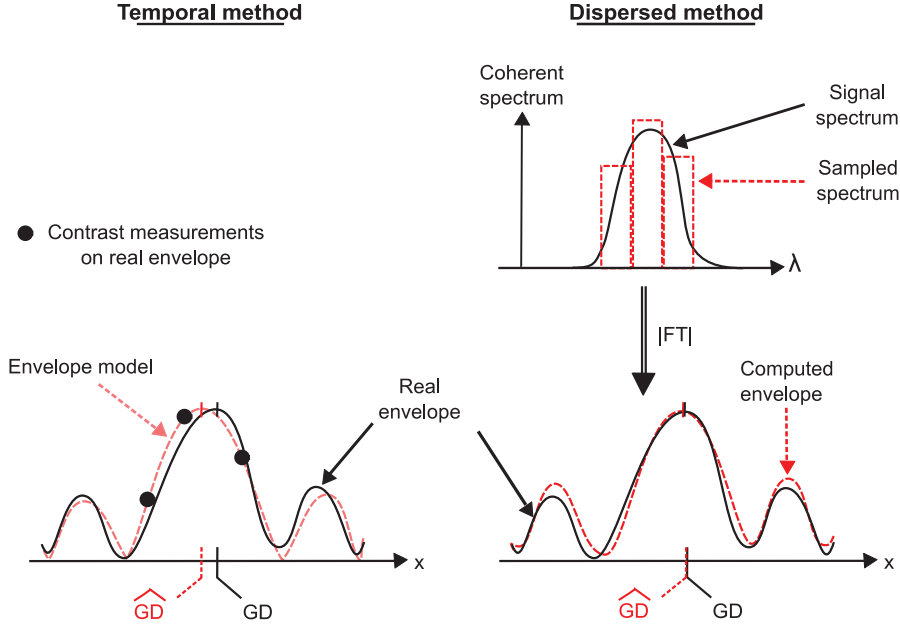 Temporal method
Contrast measurements
on real envelope
Envelope model
Real
envelope
x
GD
GD
Dispersed method
Coherent
spectrum
Signal
spectrum
Sampled
spectrum
λ
|FT|
Computed
envelope
x
GD
GD